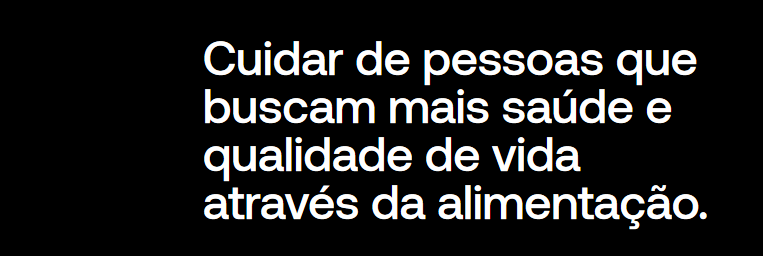 Cuidar de pessoas que
buscam mais saúde e
qualidade de vida
através da alimentação.